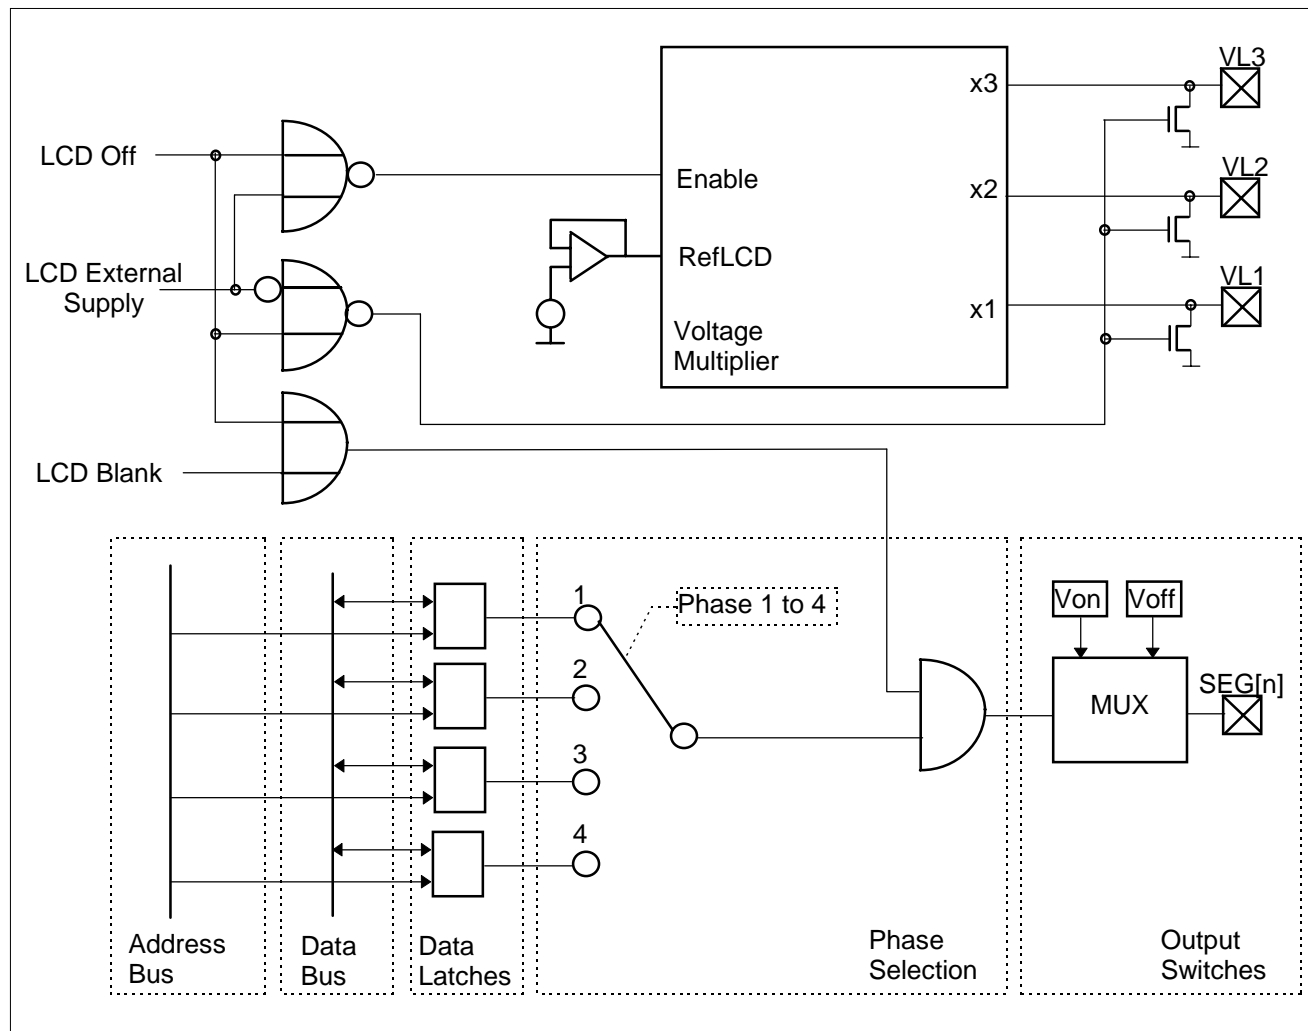 VL3
x3
LCD Off
Enable
x2
VL2
LCD External
Supply
RefLCD
x1
VL1
Voltage
Multiplier
LCD Blank
1
Phase 1 to 4
Von
Voff
2
MUX
SEG[n]
3
4
Address
Bus
Data
Bus
Data
Latches
Phase
Selection
Output
Switches